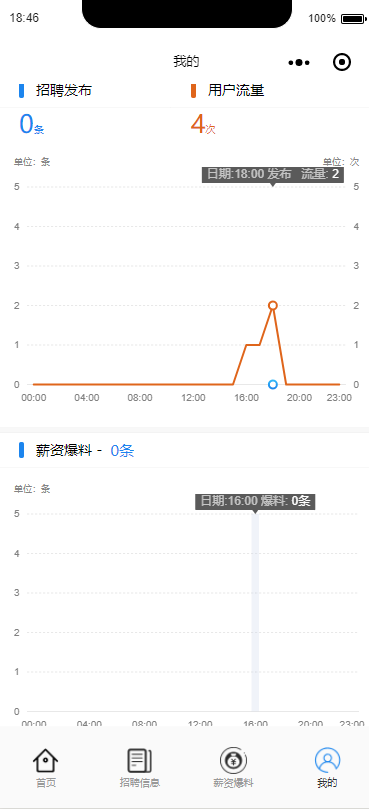 18:46
100%
我的
招聘发布
用户流量
0条
4次
单位: 条
单位: 次
日期:18:00 发布 流量: 2
5 5
4 4
3 3
2 2
1 1
0 0
00:00 04:00 08:00 12:00 16:00 20:00 23:00
薪资爆料 - 0条
单位: 条
日期:16:00 爆料: 0条
5
4
3
2
1
0
00:00 04:00 08:00 12:00 16:00 20:00 23:00
首页 招聘信息 薪资爆料 我的